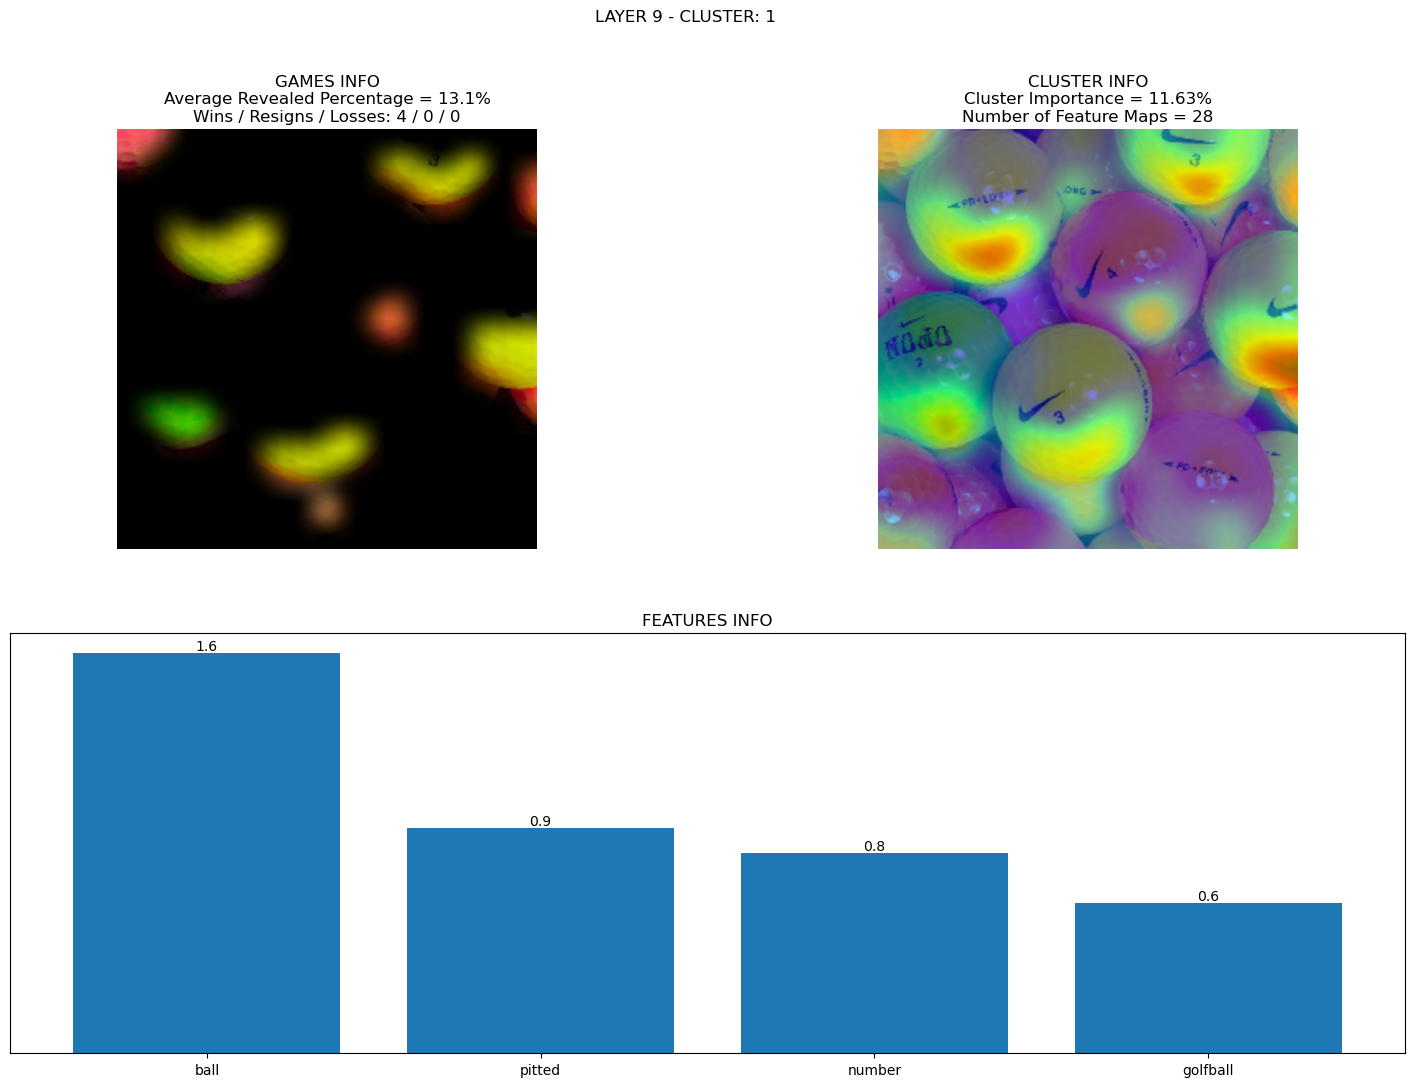 LAYER 9 - CLUSTER: 1
GAMES INFO
Average Revealed Percentage = 13.1%
Wins / Resigns / Losses: 4 / 0 / 0
3
CLUSTER INFO
Cluster Importance = 11.63%
Number of Feature Maps = 28
3
4
MOJO
2
3
FEATURES INFO
1.6
0.9
0.8
0.6
ball
pitted
number
golfball